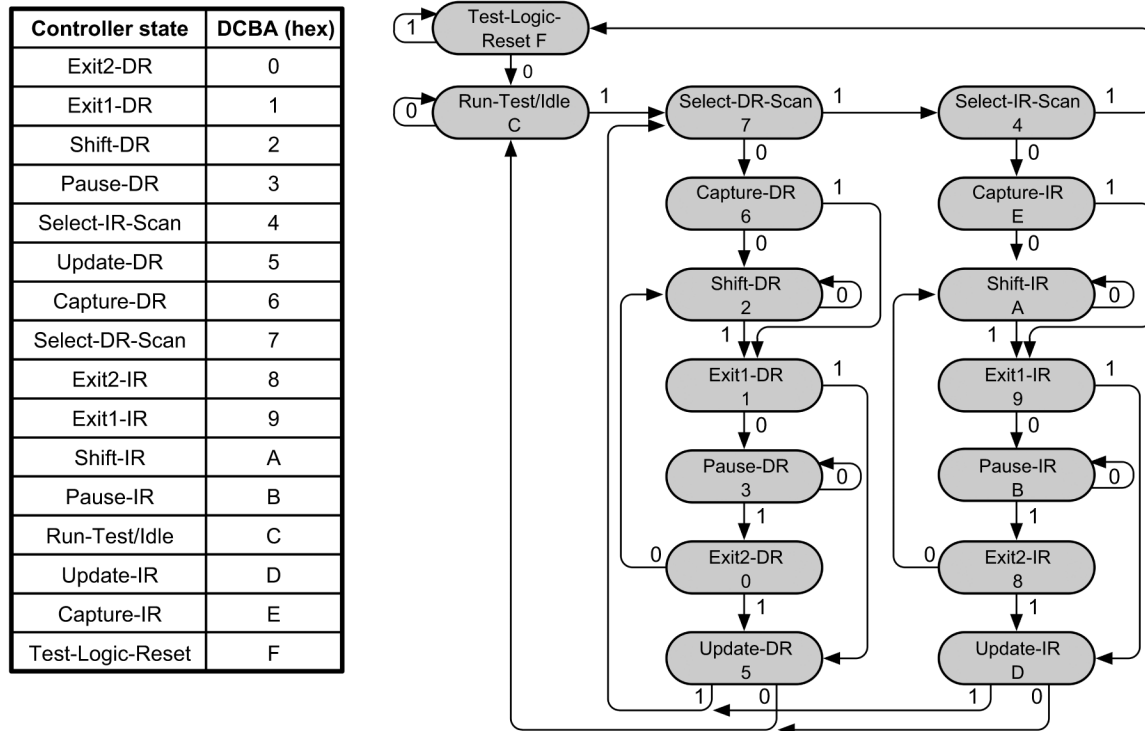 Controller state DCBA (hex)
Exit2-DR 0
Exit1-DR 1
Shift-DR 2
Pause-DR 3
Select-IR-Scan 4
Update-DR 5
Capture-DR 6
Select-DR-Scan 7
Exit2-IR 8
Exit1-IR 9
Shift-IR A
Pause-IR B
Run-Test/Idle C
Update-IR D
Capture-IR E
Test-Logic-Reset F
Test-Logic-
1
Reset F
0
Run-Test/Idle 1 Select-DR-Scan 1 Select-IR-Scan 1
0
C 7 4
0 0
Capture-DR 1 Capture-IR 1
6 E
0 0
Shift-DR Shift-IR
0 0
2 A
1 1
Exit1-DR 1 Exit1-IR 1
1 9
0 0
Pause-DR Pause-IR
0 0
3 B
1 1
0 Exit2-DR 0 Exit2-IR
0 8
1 1
Update-DR Update-IR
5 D
1 0 1 0